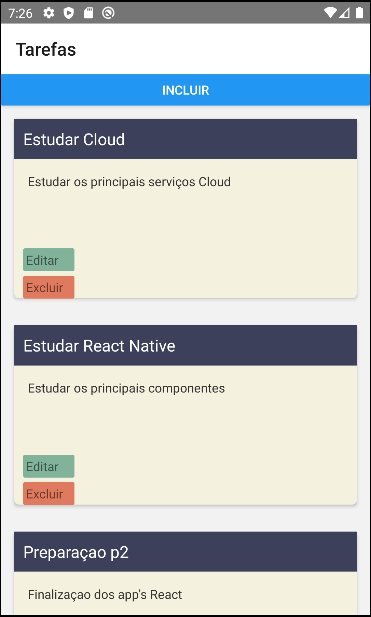 7:26
Tarefas
INCLUIR
Estudar Cloud
Estudar os principais serviços Cloud
Editar
Excluir
Estudar React Native
Estudar os principais componentes
Editar
Excluir
Preparaçao p2
Finalizaçao dos app's React